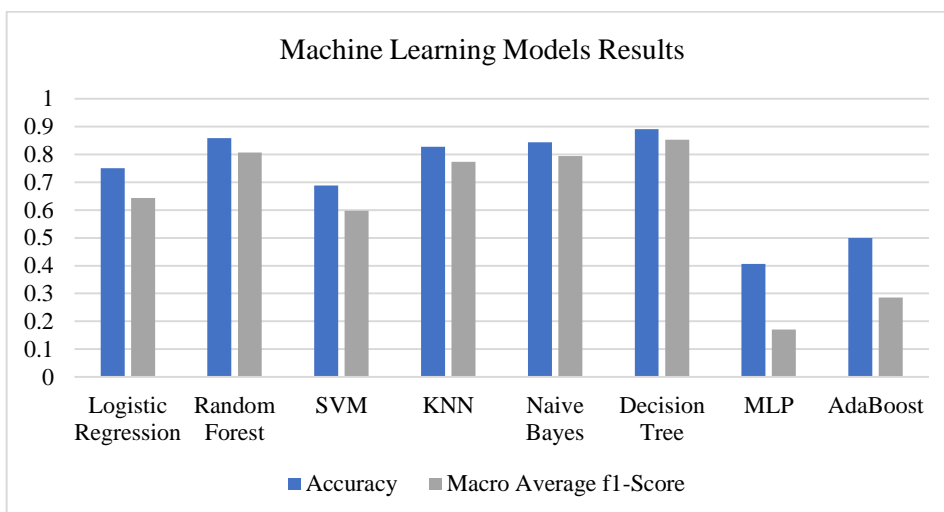 Machine Learning Models Results
1
0.9
0.8
0.7
0.6
0.5
0.4
0.3
0.2
0.1
0
Logistic Regression
Random Forest
SVM
KNN
Naive Bayes
Decision Tree
MLP
AdaBoost
Accuracy
Macro Average f1-Score